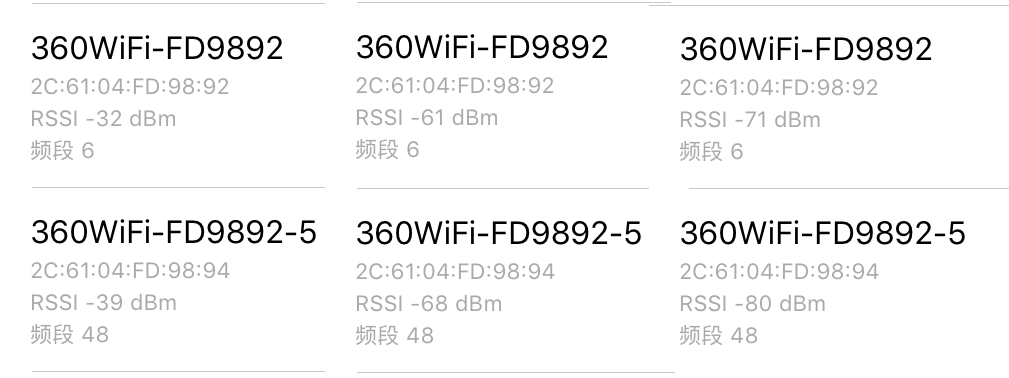 360WiFi-FD9892
2C:61:04:FD:98:92
RSSI -32 dBm
频段 6
360WiFi-FD9892-5
2C:61:04:FD:98:94
RSSI -39 dBm
频段 48
360WiFi-FD9892
2C:61:04:FD:98:92
RSSI -61 dBm
频段 6
360WiFi-FD9892-5
2C:61:04:FD:98:94
RSSI -68 dBm
频段 48
360WiFi-FD9892
2C:61:04:FD:98:92
RSSI -71 dBm
频段 6
360WiFi-FD9892-5
2C:61:04:FD:98:94
RSSI -80 dBm
频段 48